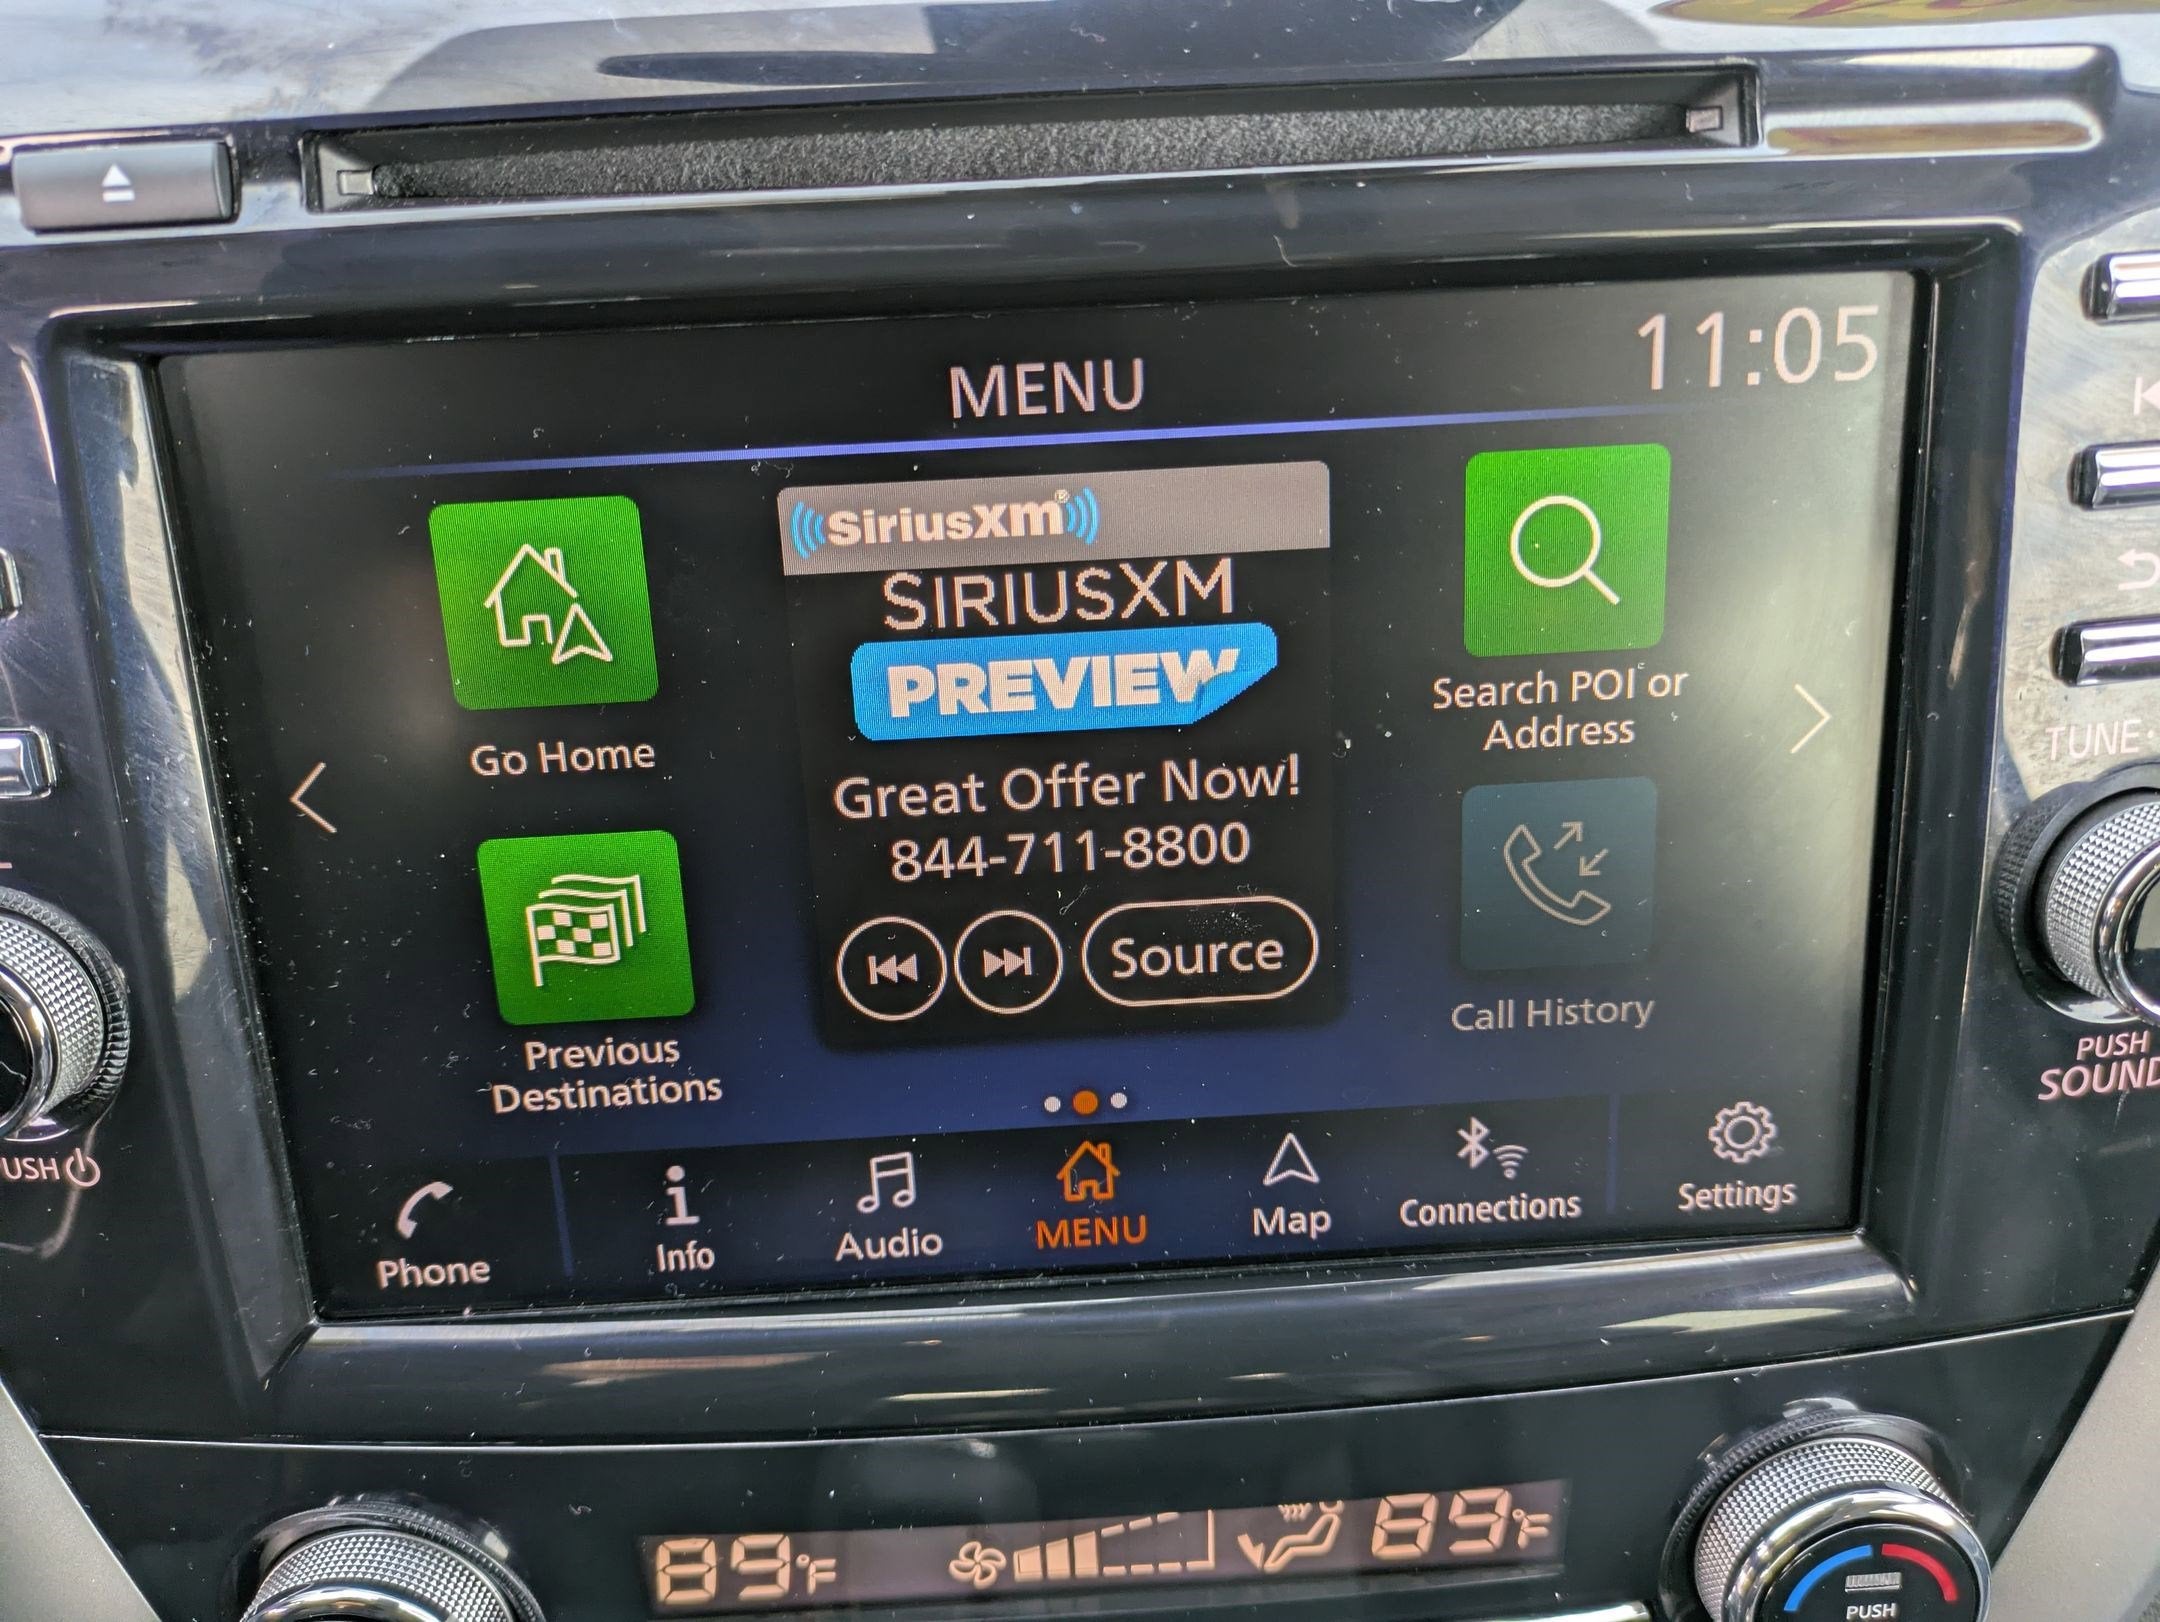 MENU
11:05
SiriusXM®
SIRIUSXM
PREVIEW
Great Offer Now!
844-711-8800
Source
Go Home
Previous
Destinations
Search POI or
Address
Call History
Phone
Info
Audio
MENU
Map
Connections
Settings
TUNE
PUSH
SOUND
PUSH
89°F
89°F
PUSH